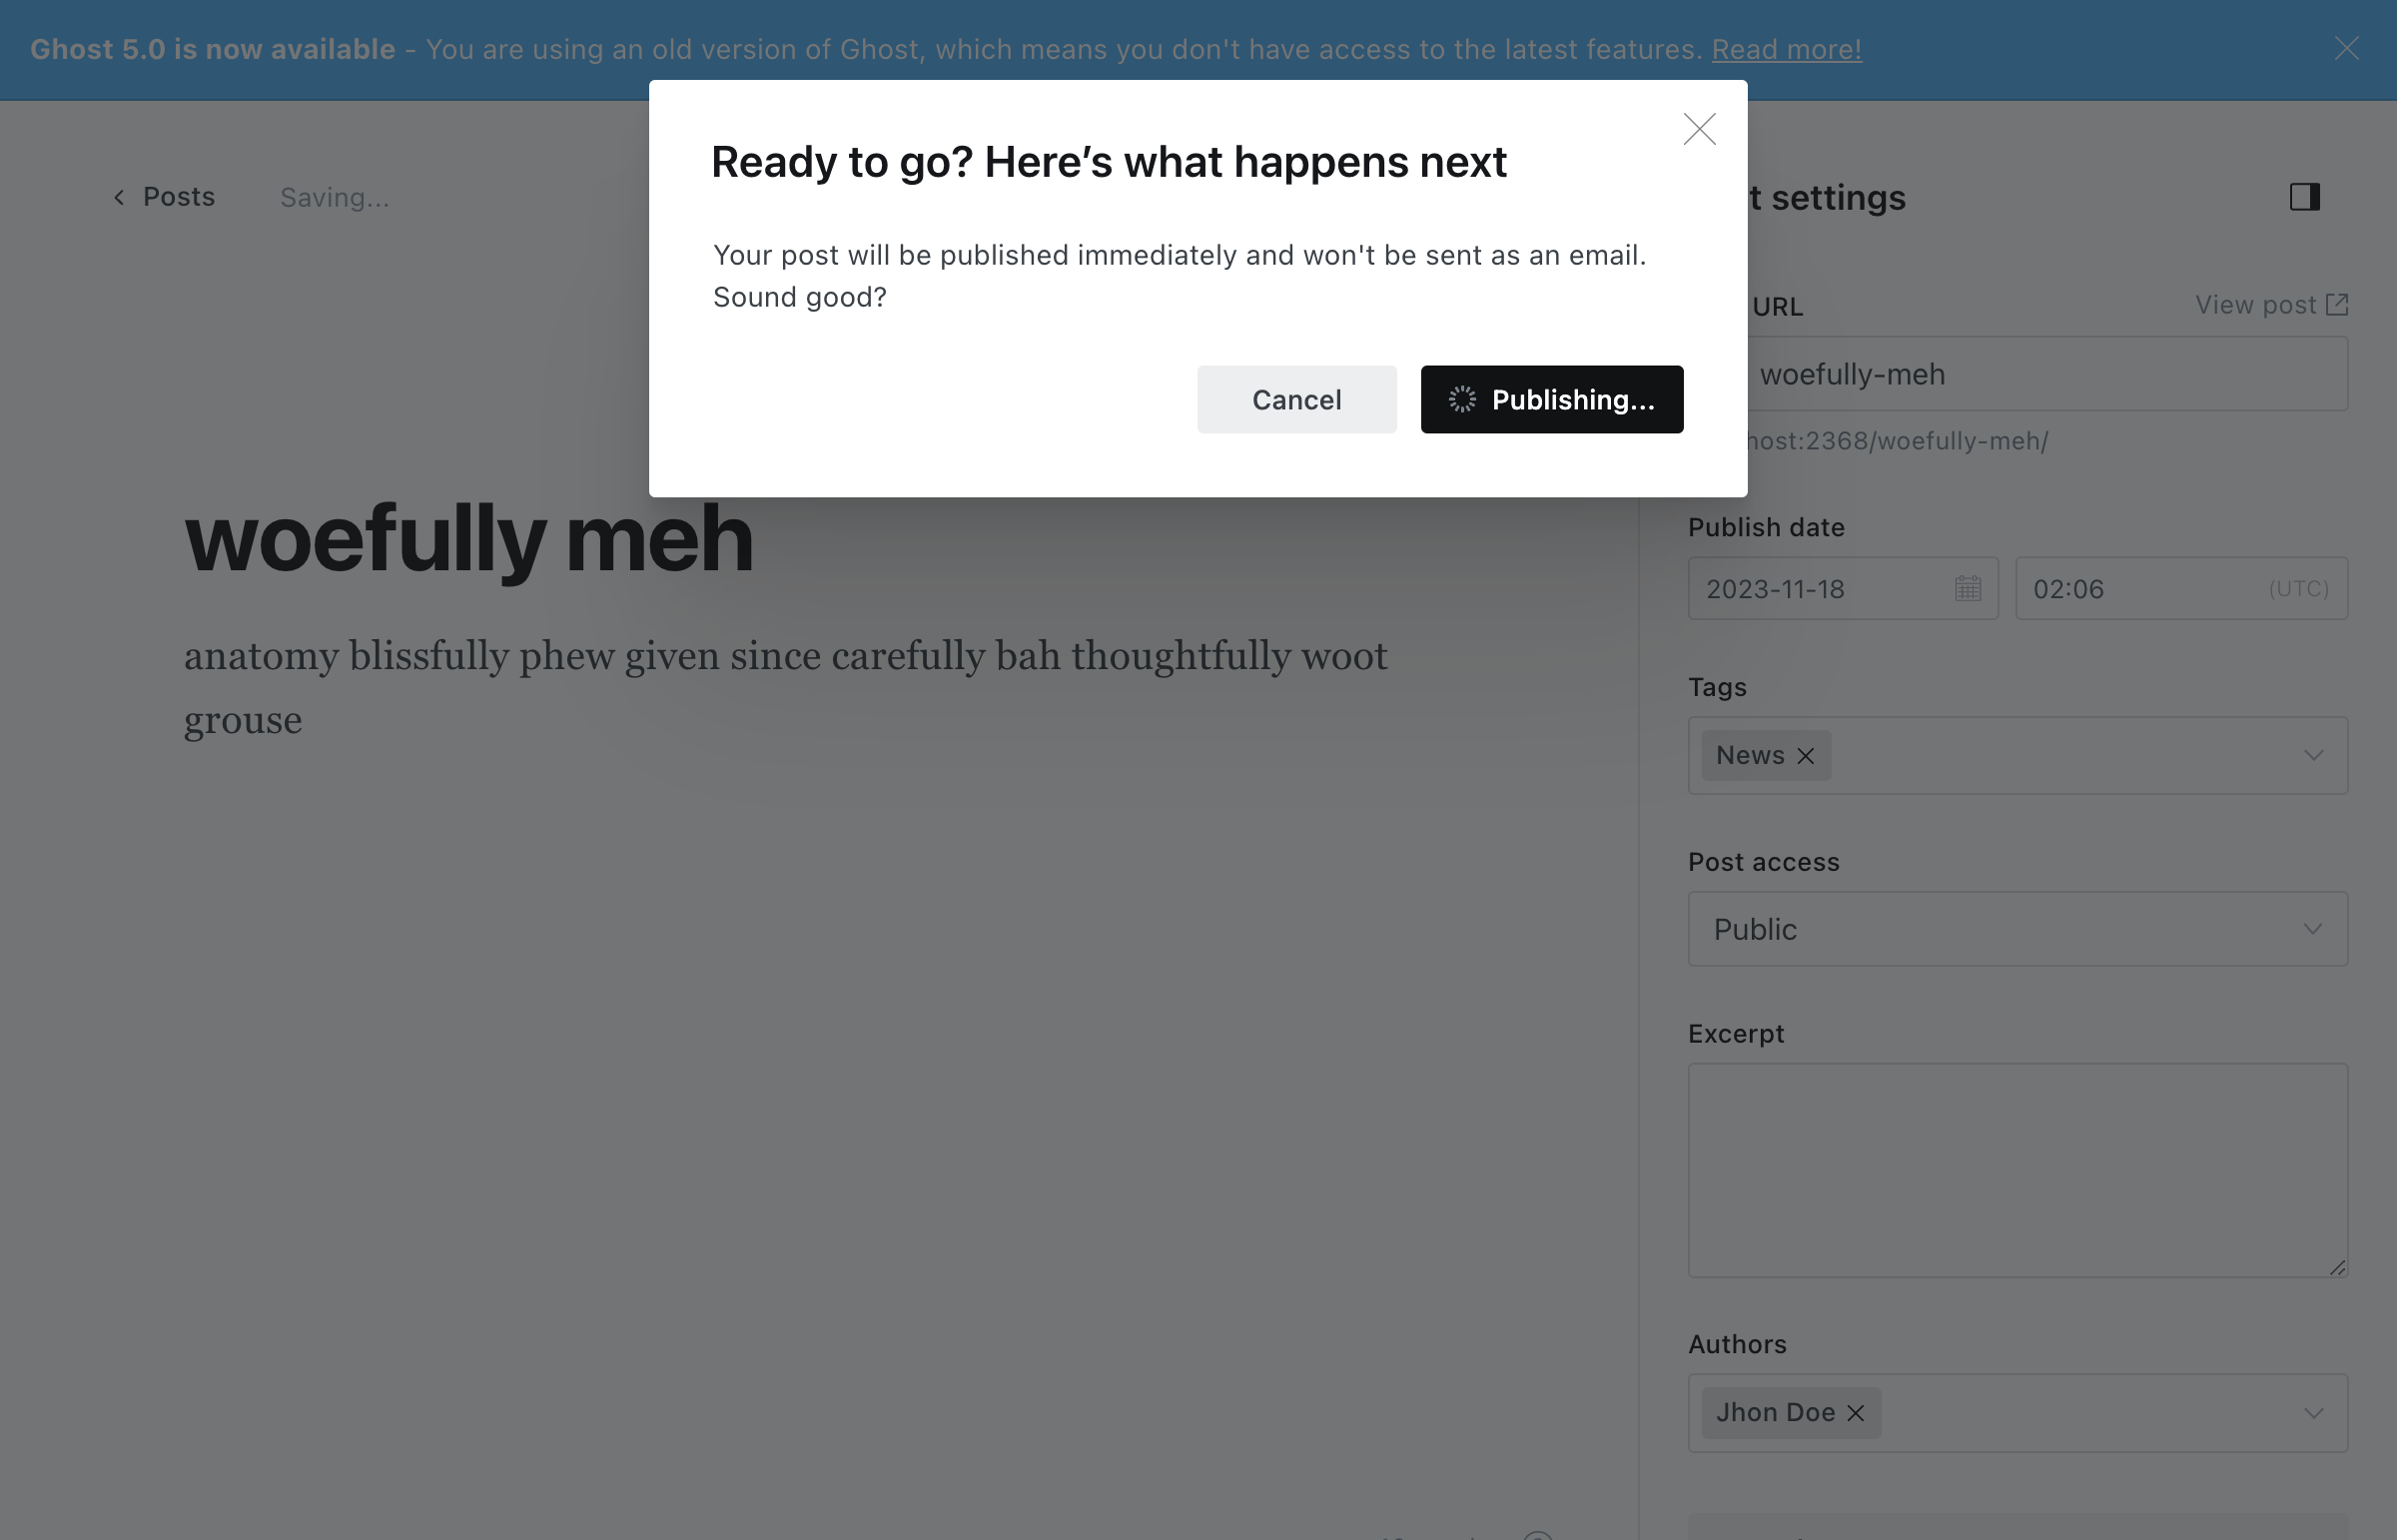 Ghost 5.0 is now available - You are using an old version of Ghost, which means you don't have access to the latest features. Read more!
Ready to go? Here’s what happens next
Your post will be published immediately and won't be sent as an email.
Sound good?
Cancel
Publishing...
Posts
Saving...
woefully meh
anatomy blissfully phew given since carefully bah thoughtfully woot
grouse
settings
URL
View post
woefully-meh
host:2368/woefully-meh/
Publish date
2023-11-18
02:06
(UTC)
Tags
News
Post access
Public
Excerpt
Authors
Jhon Doe